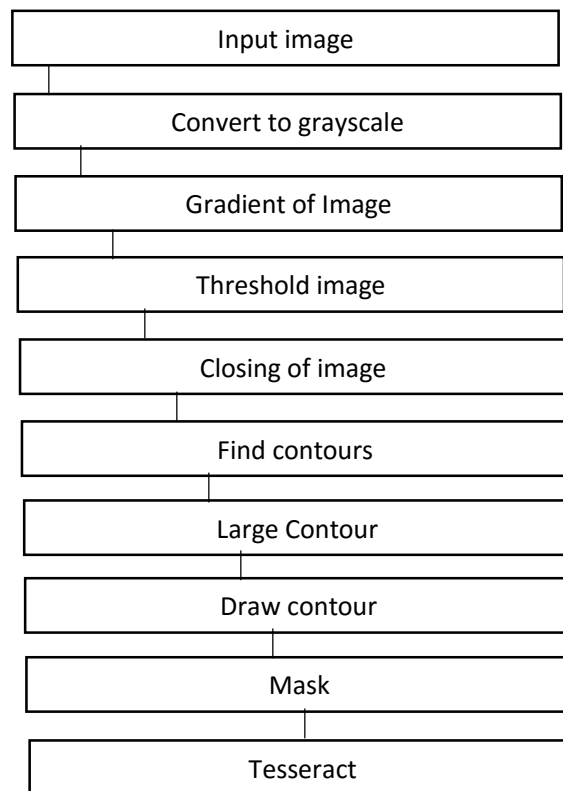 Input image
Convert to grayscale
Gradient of Image
Threshold image
Closing of image
Find contours
Large Contour
Draw contour
Mask
Tesseract